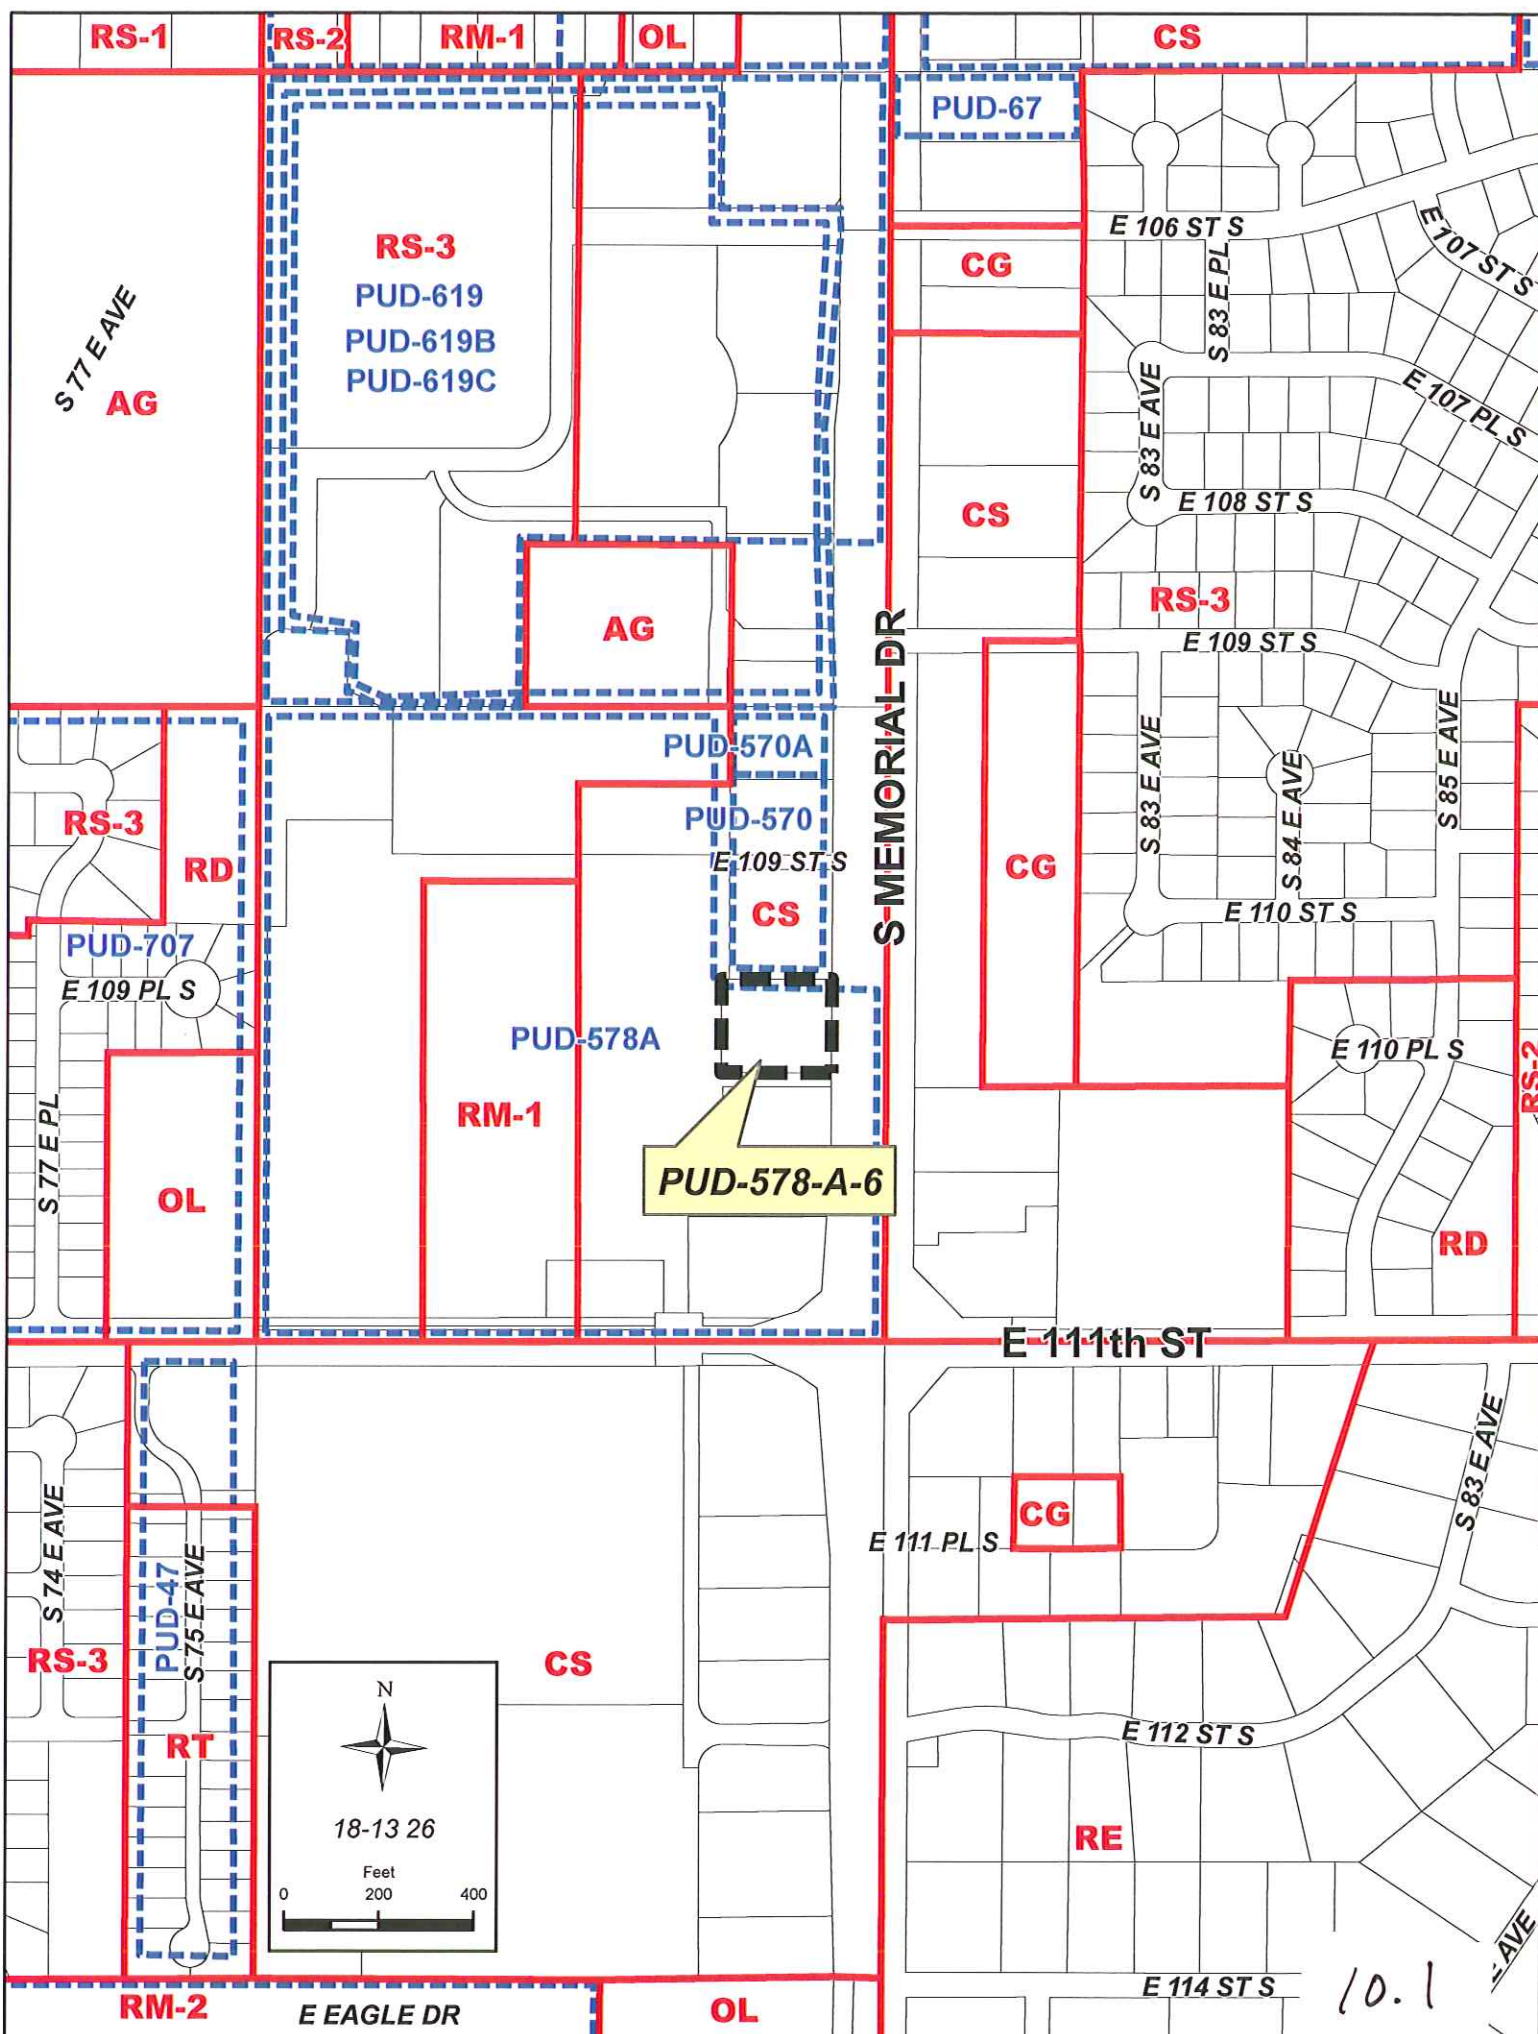 RS-1
RS-2
RM-1
OL
CS
PUD-67
E 106 ST S
E 107 ST S
RS-3
PUD-619
PUD-619B
PUD-619C
CG
S 83 E PL
S 77 E AVE
AG
S 83 E AVE
E 107 PL S
E 108 ST S
CS
RS-3
AG
E 109 ST S
S MEMORIAL DR
PUD-570A
PUD-570
E 109 ST S
CS
S 83 E AVE
S 84 E AVE
S 85 E AVE
RS-3
RD
CG
E 110 ST S
PUD-707
E 109 PL S
PUD-578A
E 110 PL S
RS-2
S 77 E PL
RM-1
PUD-578-A-6
OL
RD
E 111th ST
S 83 E AVE
S 74 E AVE
PUD-47
S 75 E AVE
CG
E 111 PL S
RS-3
CS
RT
N
18-13 26
Feet
0 200 400
E 112 ST S
RE
E AVE
RM-2
E EAGLE DR
OL
E 114 ST S
10.1